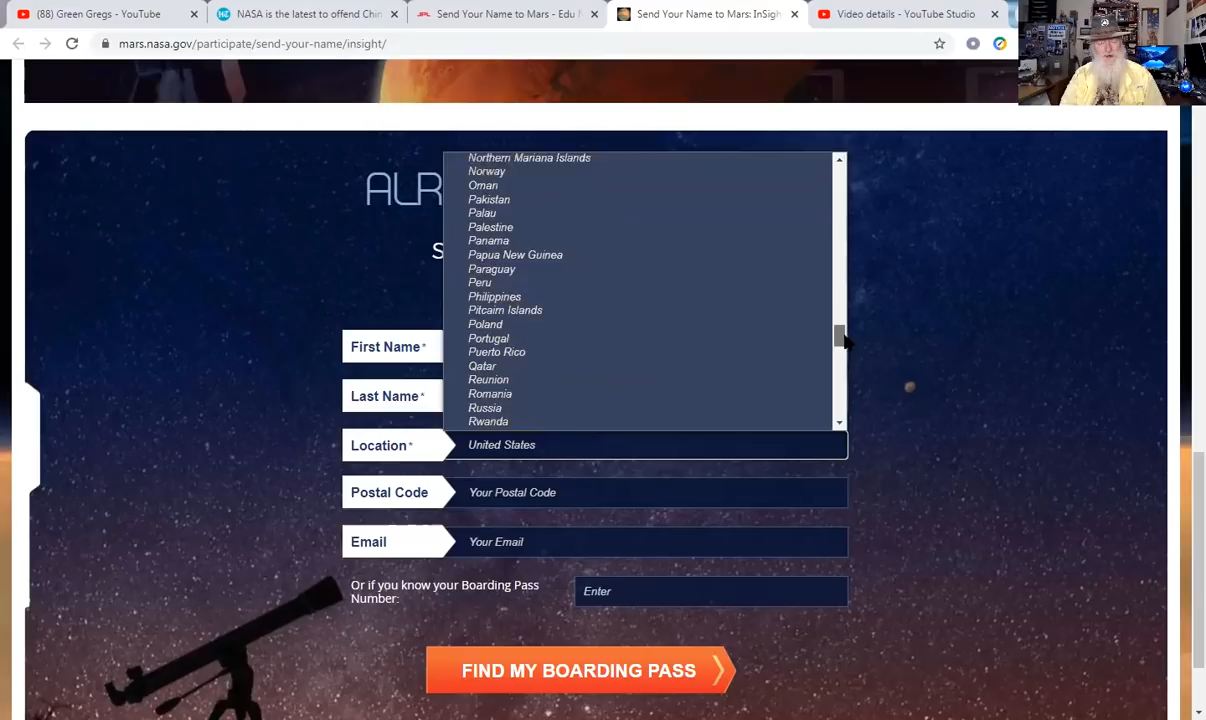 (88) Green Gregs - YouTube
NASA is the latest to offend Chin
Send Your Name to Mars - Edu
Send Your Name to Mars: InSigh
Video details - YouTube Studio
mars.nasa.gov/participate/send-your-name/insight/
ALR
S
Northern Mariana Islands
Norway
Oman
Pakistan
Palau
Palestine
Panama
Papua New Guinea
Paraguay
Peru
Philippines
Pitcairn Islands
Poland
Portugal
Puerto Rico
Qatar
Reunion
Romania
Russia
Rwanda
First Name*
Last Name*
Location* United States
Postal Code Your Postal Code
Email Your Email
Or if you know your Boarding Pass
Number: Enter
FIND MY BOARDING PASS